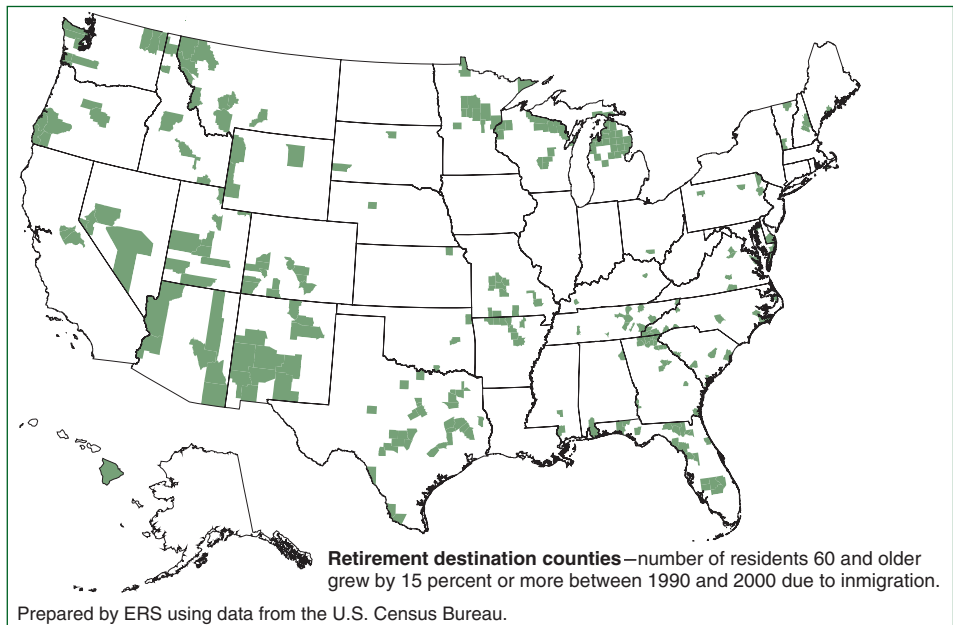 Retirement destination counties—number of residents 60 and older
grew by 15 percent or more between 1990 and 2000 due to inmigration.
Prepared by ERS using data from the U.S. Census Bureau.